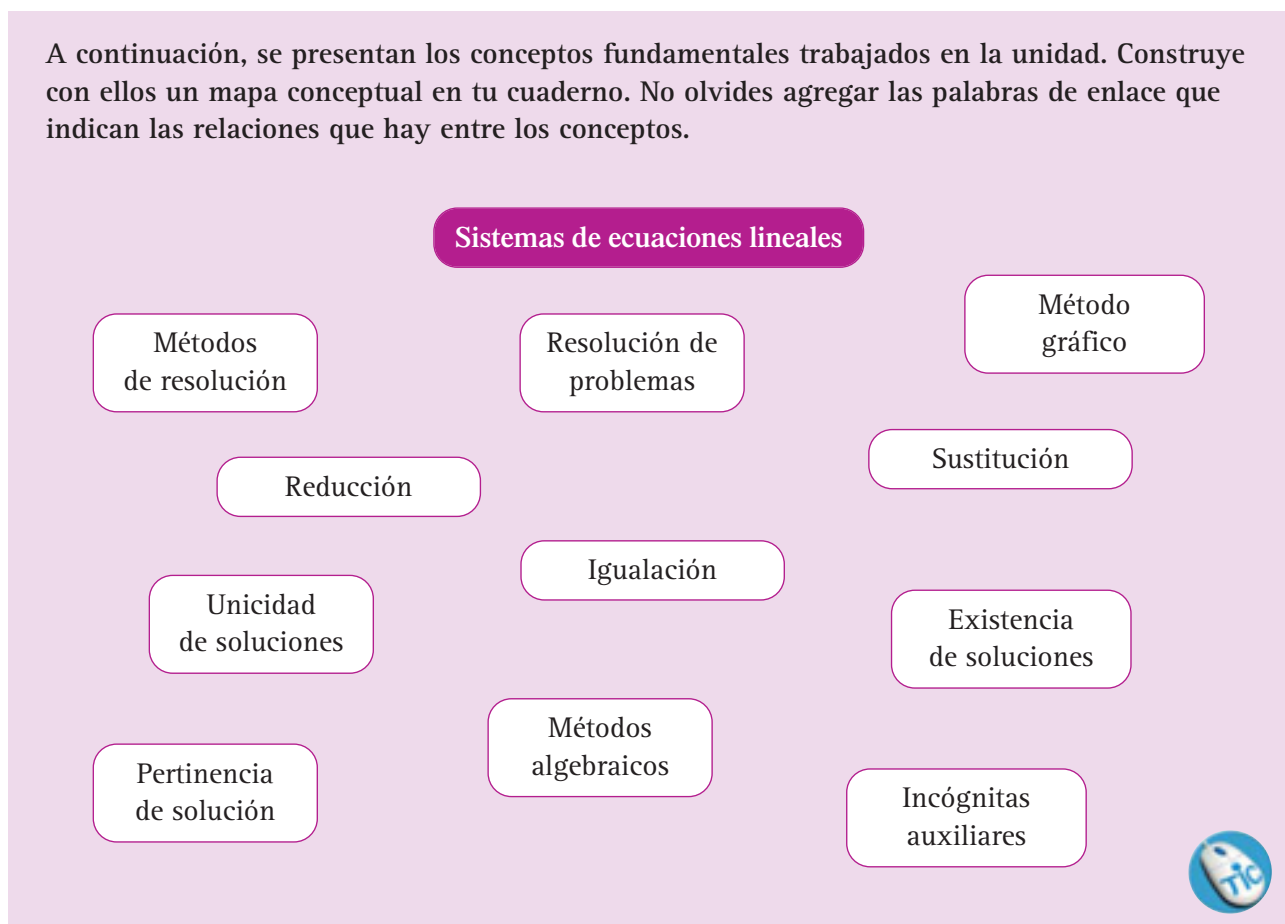 A continuación, se presentan los conceptos fundamentales trabajados en la unidad. Construye
con ellos un mapa conceptual en tu cuaderno. No olvides agregar las palabras de enlace que
indican las relaciones que hay entre los conceptos.
Sistemas de ecuaciones lineales
Método
gráfico
Métodos
de resolución
Resolución de
problemas
Sustitución
Reducción
Igualación
Unicidad
de soluciones
Existencia
de soluciones
Métodos
algebraicos
Pertinencia
de solución
Incógnitas
auxiliares
TIC